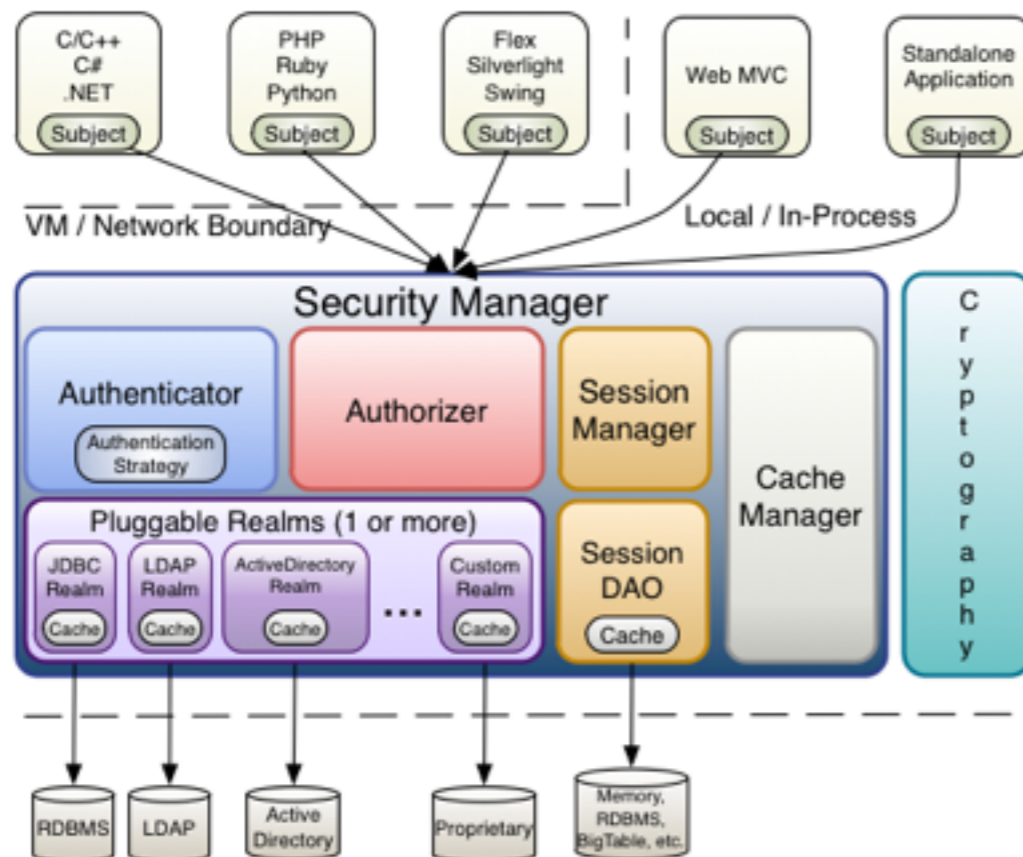 C/C++
C#
.NET
Subject
PHP
Ruby
Python
Subject
Flex
Silverlight
Swing
Subject
Web MVC
Subject
Standalone
Application
Subject
VM / Network Boundary
Local / In-Process
Security Manager
Authenticator
Authentication
Strategy
Authorizer
Session
Manager
Cache
Manager
Pluggable Realms (1 or more)
JDBC
Realm
Cache
LDAP
Realm
Cache
ActiveDirectory
Realm
Cache
...
Custom
Realm
Cache
Session
DAO
Cache
Cryptography
RDBMS
LDAP
Active
Directory
Proprietary
Memory,
RDBMS,
BigTable, etc.